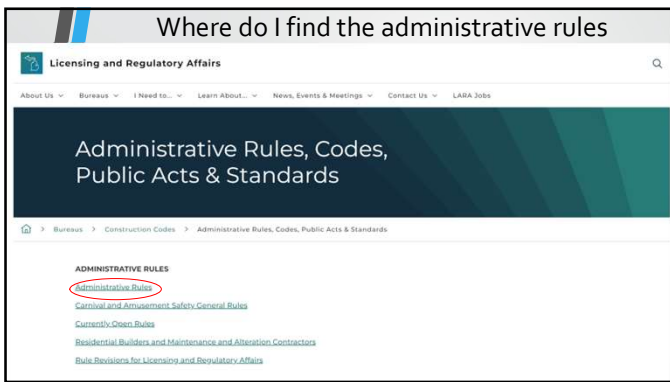 Where do I find the administrative rules
Licensing and Regulatory Affairs
About Us Bureaus I Need to... Learn About... News, Events & Meetings Contact Us LARA Jobs
Administrative Rules, Codes,
Public Acts & Standards
> Bureaus > Construction Codes > Administrative Rules, Codes, Public Acts & Standards
ADMINISTRATIVE RULES
Administrative Rules
Carnival and Amusement Safety General Rules
Currently Open Rules
Residential Builders and Maintenance and Alteration Contractors
Rule Revisions for Licensing and Regulatory Affairs